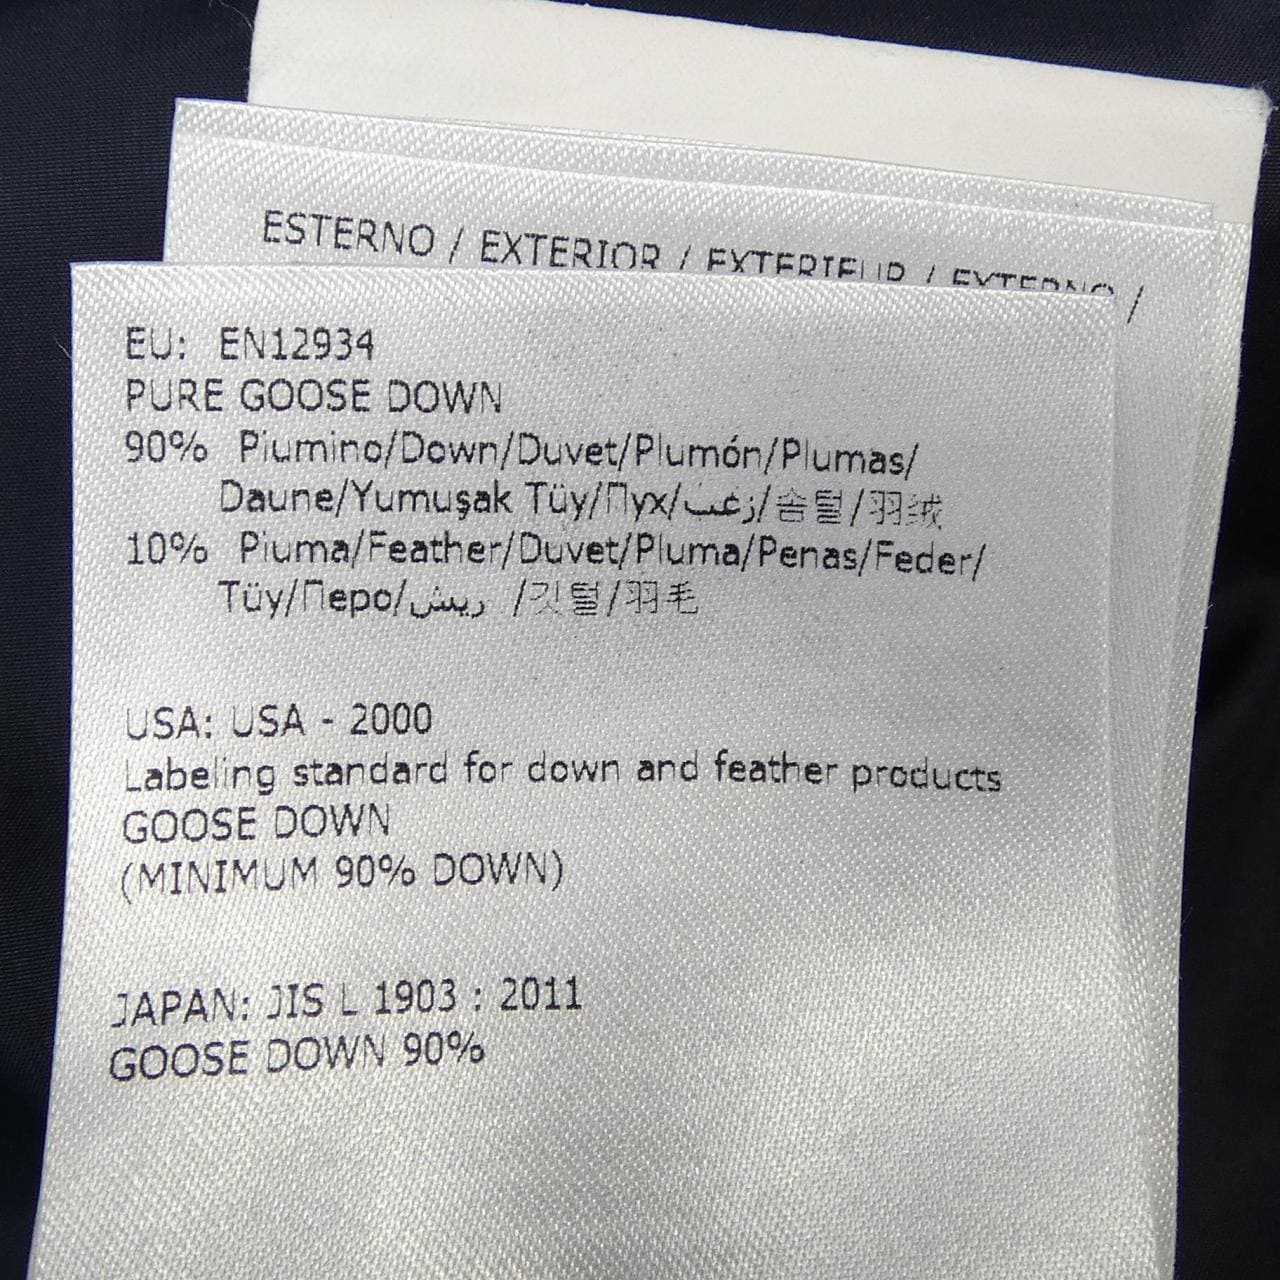 ESTERNO / EXTERIOR / EXTERIEUR / EXTERNO /
EU: EN12934
PURE GOOSE DOWN
90% Piumino/Down/Duvet/Plumón/Plumas/
Daune/Yumuşak Tüy/Пух/زغب/솜털/羽绒
10% Piuma/Feather/Duvet/Pluma/Penas/Feder/
Tüy/Перо/ريش /깃털/羽毛
USA: USA - 2000
Labeling standard for down and feather products
GOOSE DOWN
(MINIMUM 90% DOWN)
JAPAN: JIS L 1903 : 2011
GOOSE DOWN 90%